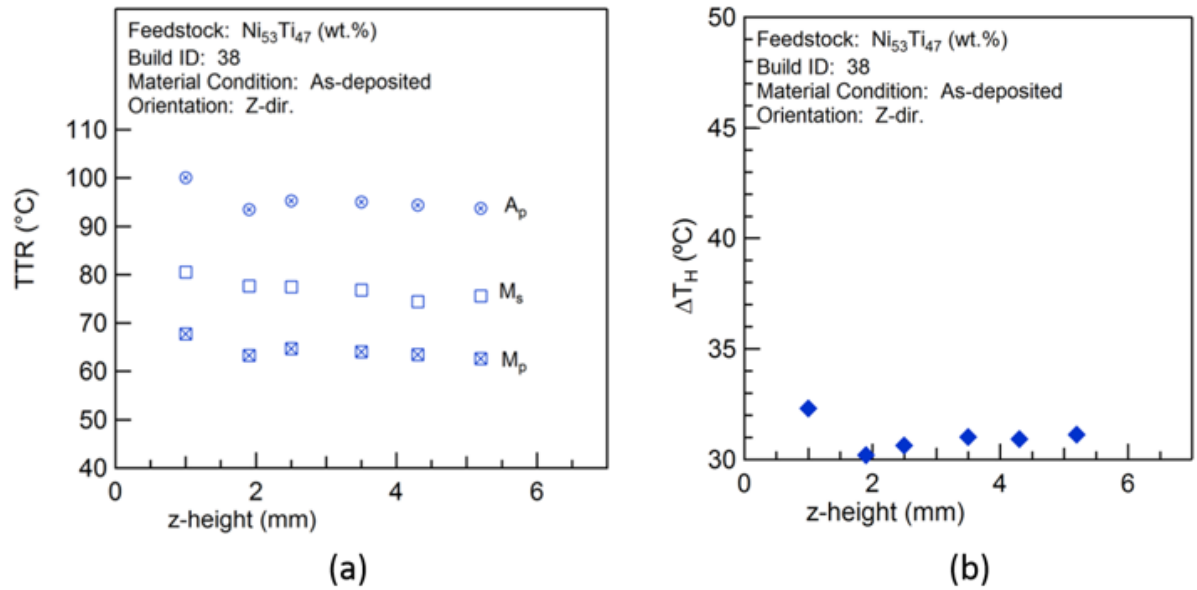 Feedstock: Ni₅₃Ti₄₇ (wt.%)
Build ID: 38
Material Condition: As-deposited
Orientation: Z-dir.
110
100
90
80
70
60
50
40
TTR (°C)
Aₚ
Mₛ
Mₚ
0 2 4 6
z-height (mm)
(a)
Feedstock: Ni₅₃Ti₄₇ (wt.%)
Build ID: 38
Material Condition: As-deposited
Orientation: Z-dir.
50
45
40
35
30
ΔT_H (ºC)
0 2 4 6
z-height (mm)
(b)